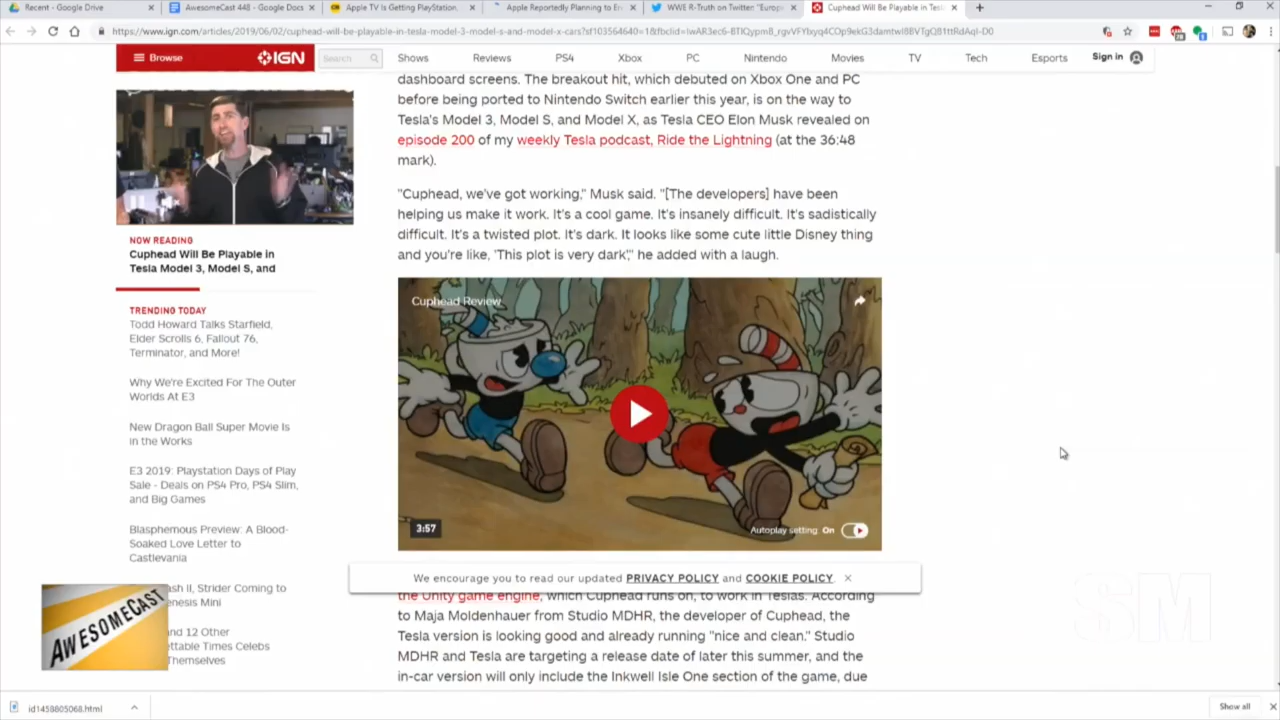 Recent - Google Drive
AwesomeCast 448 - Google Docs
Apple TV Is Getting PlayStation.
Apple Reportedly Planning to En
WWE R-Truth on Twitter: "Europ
Cuphead Will Be Playable in Tesl
Browse
IGN
Search
Shows
Reviews
PS4
Xbox
PC
Nintendo
Movies
TV
Tech
Esports
Sign in
dashboard screens. The breakout hit, which debuted on Xbox One and PC
before being ported to Nintendo Switch earlier this year, is on the way to
Tesla's Model 3, Model S, and Model X, as Tesla CEO Elon Musk revealed on
episode 200 of my weekly Tesla podcast, Ride the Lightning (at the 36:48
mark).
"Cuphead, we've got working," Musk said. "[The developers] have been
helping us make it work. It's a cool game. It's insanely difficult. It's sadistically
difficult. It's a twisted plot. It's dark. It looks like some cute little Disney thing
and you're like, 'This plot is very dark'," he added with a laugh.
NOW READING
Cuphead Will Be Playable in
Tesla Model 3, Model S, and
TRENDING TODAY
Todd Howard Talks Starfield,
Elder Scrolls 6, Fallout 76,
Terminator, and More!
Why We're Excited For The Outer
Worlds At E3
New Dragon Ball Super Movie Is
in the Works
E3 2019: Playstation Days of Play
Sale - Deals on PS4 Pro, PS4 Slim,
and Big Games
Blasphemous Preview: A Blood-
Soaked Love Letter to
Castlevania
ash II, Strider Coming to
enesis Mini
and 12 Other
ettable Times Celebs
Themselves
AWESOMECAST
Cuphead Review
3:57
Autoplay setting: On
We encourage you to read our updated PRIVACY POLICY and COOKIE POLICY.
the Unity game engine, which Cuphead runs on, to work in Teslas. According
to Maja Moldenhauer from Studio MDHR, the developer of Cuphead, the
Tesla version is looking good and already running "nice and clean." Studio
MDHR and Tesla are targeting a release date of later this summer, and the
in-car version will only include the Inkwell Isle One section of the game, due
SM
id1458805068.html
Show all